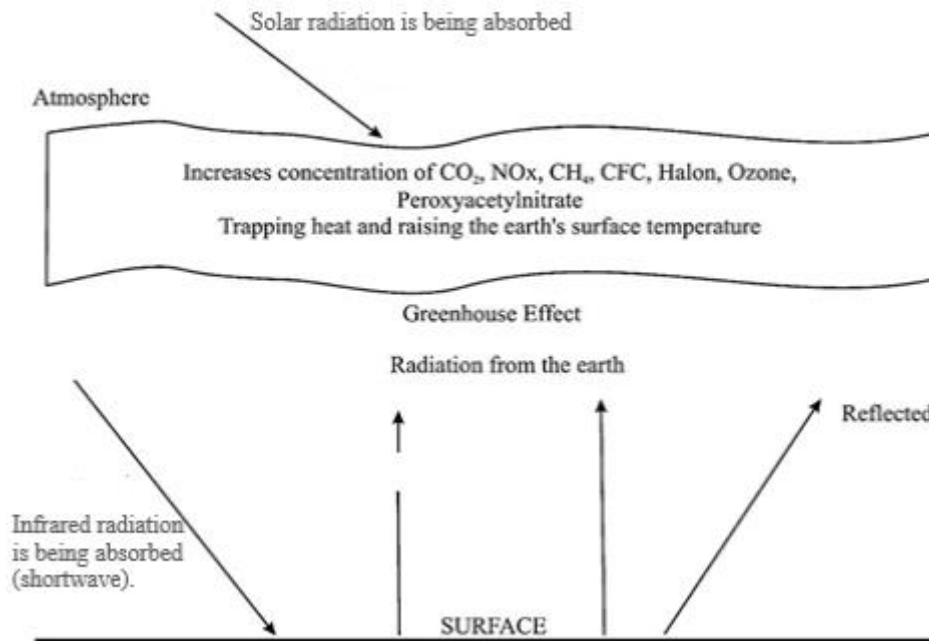 Solar radiation is being absorbed
Atmosphere
Increases concentration of CO₂, NOx, CH₄, CFC, Halon, Ozone,
Peroxyacetylnitrate
Trapping heat and raising the earth's surface temperature
Greenhouse Effect
Radiation from the earth
Reflected
Infrared radiation
is being absorbed
(shortwave).
SURFACE